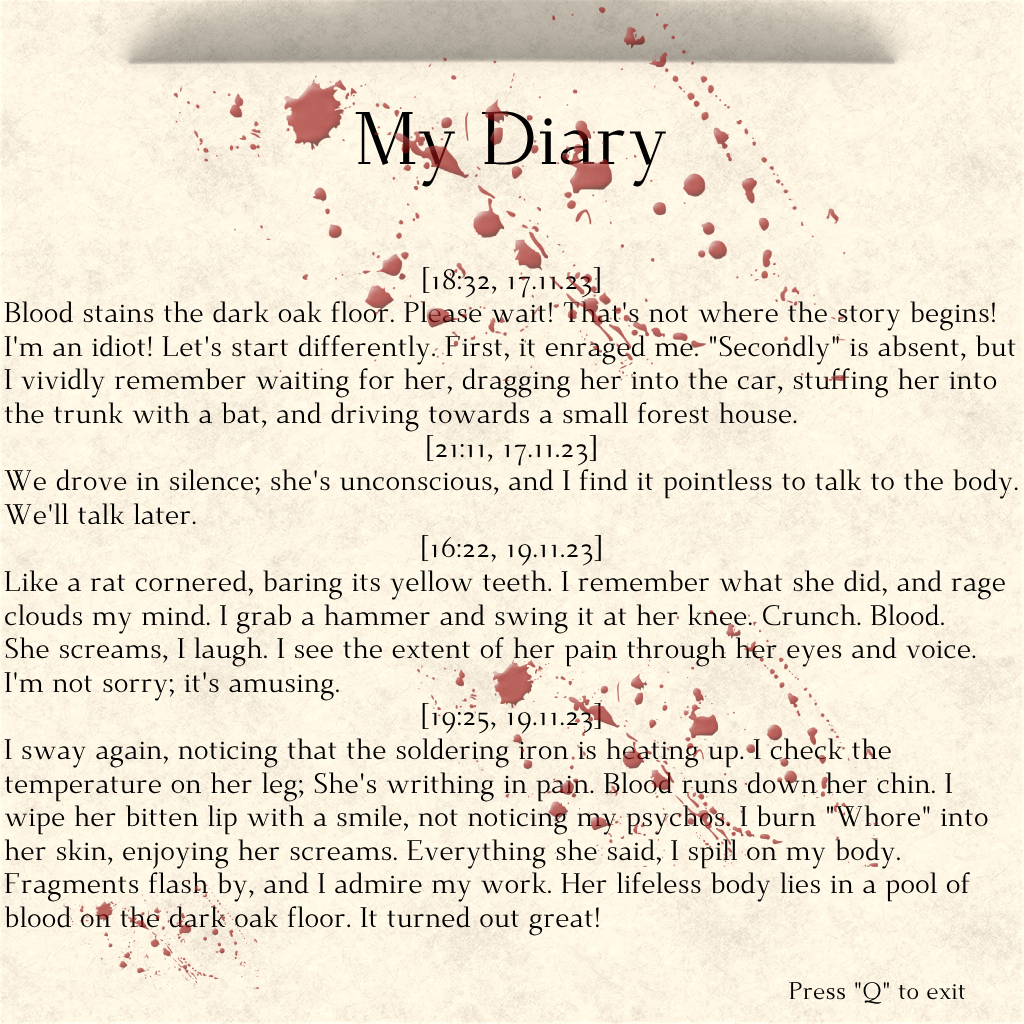 My Diary
[18:32, 17.11.23]
Blood stains the dark oak floor. Please wait! That's not where the story begins!
I'm an idiot! Let's start differently. First, it enraged me. "Secondly" is absent, but
I vividly remember waiting for her, dragging her into the car, stuffing her into
the trunk with a bat, and driving towards a small forest house.
[21:11, 17.11.23]
We drove in silence; she's unconscious, and I find it pointless to talk to the body.
We'll talk later.
[16:22, 19.11.23]
Like a rat cornered, baring its yellow teeth. I remember what she did, and rage
clouds my mind. I grab a hammer and swing it at her knee. Crunch. Blood.
She screams, I laugh. I see the extent of her pain through her eyes and voice.
I'm not sorry; it's amusing.
[19:25, 19.11.23]
I sway again, noticing that the soldering iron is heating up. I check the
temperature on her leg; She's writhing in pain. Blood runs down her chin. I
wipe her bitten lip with a smile, not noticing my psychos. I burn "Whore" into
her skin, enjoying her screams. Everything she said, I spill on my body.
Fragments flash by, and I admire my work. Her lifeless body lies in a pool of
blood on the dark oak floor. It turned out great!
Press "Q" to exit